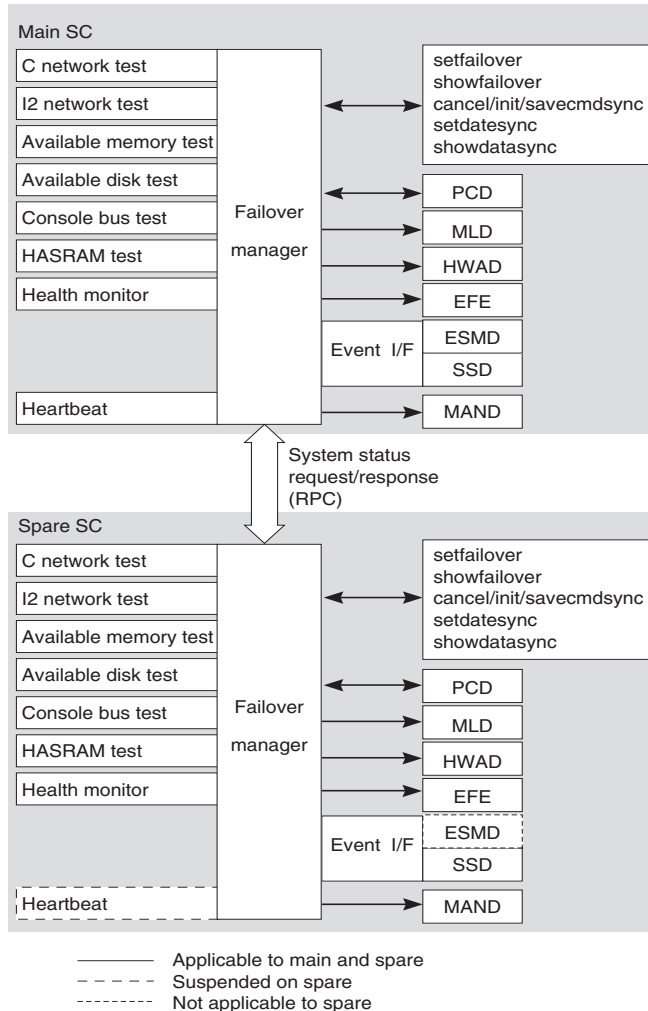 Main SC
C network test
I2 network test
Available memory test
Available disk test
Console bus test
HASRAM test
Health monitor
Heartbeat
Failover
manager
setfailover
showfailover
cancel/init/savecmdsync
setdatesync
showdatasync
PCD
MLD
HWAD
EFE
Event I/F
ESMD
SSD
MAND
System status
request/response
(RPC)
Spare SC
C network test
I2 network test
Available memory test
Available disk test
Console bus test
HASRAM test
Health monitor
Heartbeat
Failover
manager
setfailover
showfailover
cancel/init/savecmdsync
setdatesync
showdatasync
PCD
MLD
HWAD
EFE
Event I/F
ESMD
SSD
MAND
Applicable to main and spare
Suspended on spare
Not applicable to spare